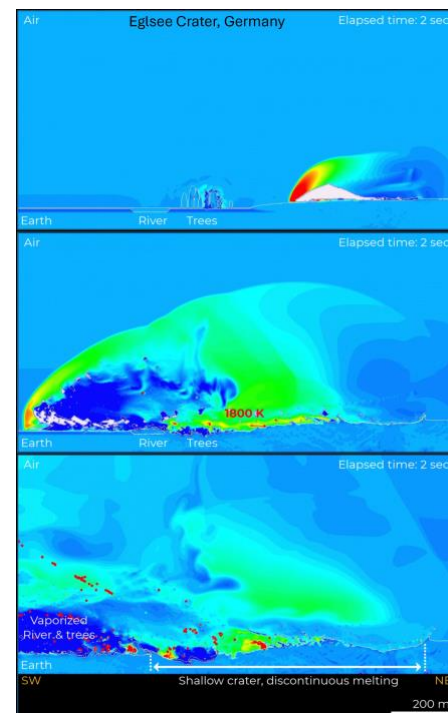 Eglsee Crater, Germany
Air Elapsed time: 2 sec
Earth River Trees
Air Elapsed time: 2 sec
1800 K
Earth River Trees
Air Elapsed time: 2 sec
Vaporized
River & trees
Earth
SW Shallow crater, discontinuous melting NE
200 m